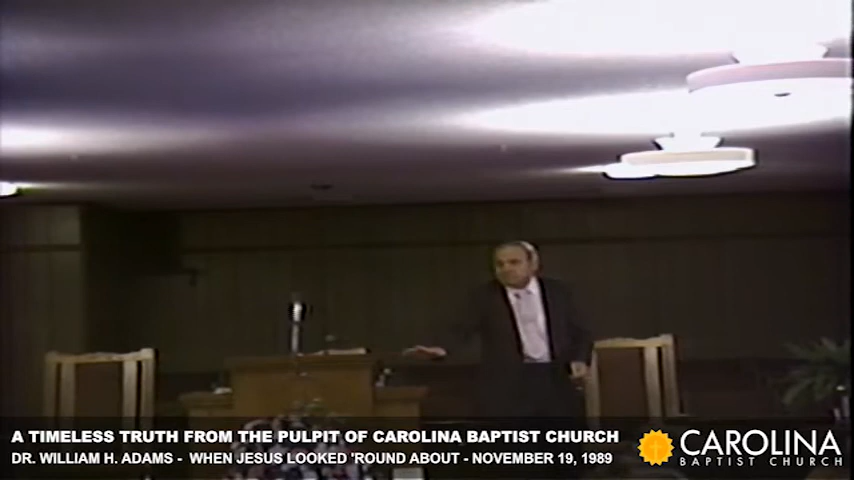 A TIMELESS TRUTH FROM THE PULPIT OF CAROLINA BAPTIST CHURCH
DR. WILLIAM H. ADAMS - WHEN JESUS LOOKED 'ROUND ABOUT - NOVEMBER 19, 1989
CAROLINA
BAPTIST CHURCH